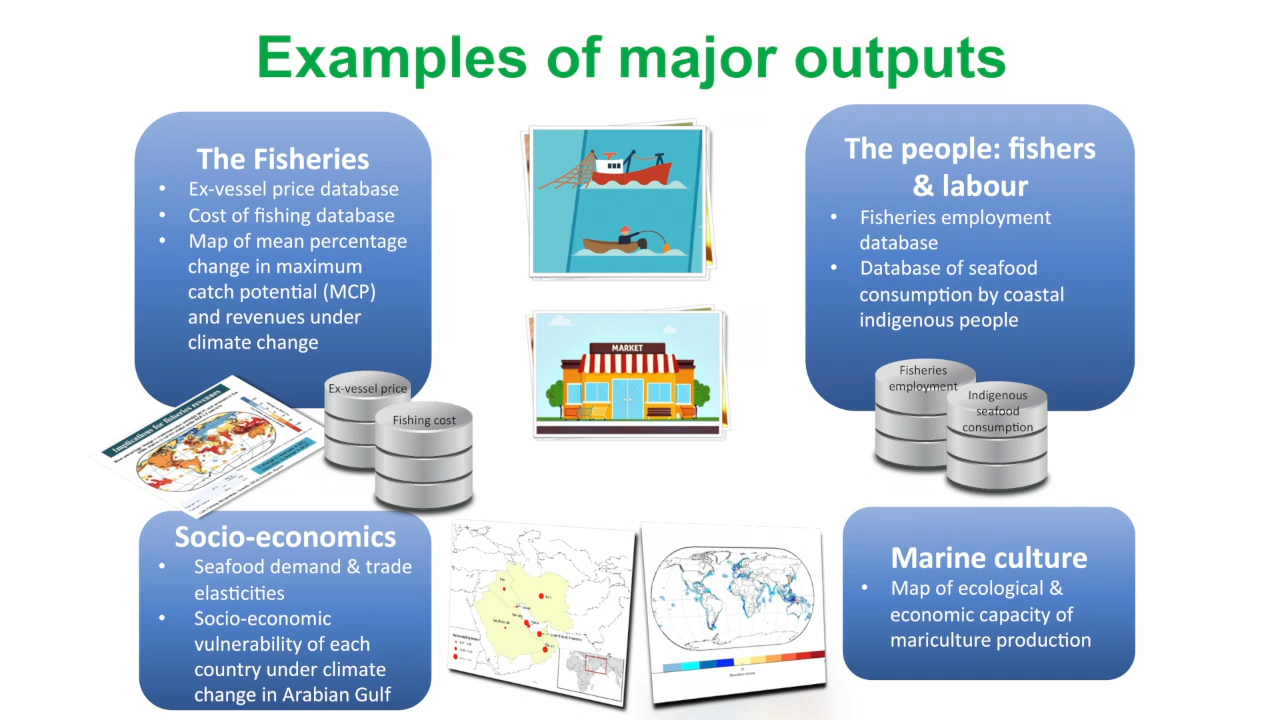 Examples of major outputs
The Fisheries
• Ex-vessel price database
• Cost of fishing database
• Map of mean percentage
change in maximum
catch potential (MCP)
and revenues under
climate change
Ex-vessel price
Fishing cost
Implications for fisheries revenues
MARKET
The people: fishers
& labour
• Fisheries employment
database
• Database of seafood
consumption by coastal
indigenous people
Fisheries
employment
Indigenous
seafood
consumption
Socio-economics
• Seafood demand & trade
elasticities
• Socio-economic
vulnerability of each
country under climate
change in Arabian Gulf
Marine culture
• Map of ecological &
economic capacity of
mariculture production